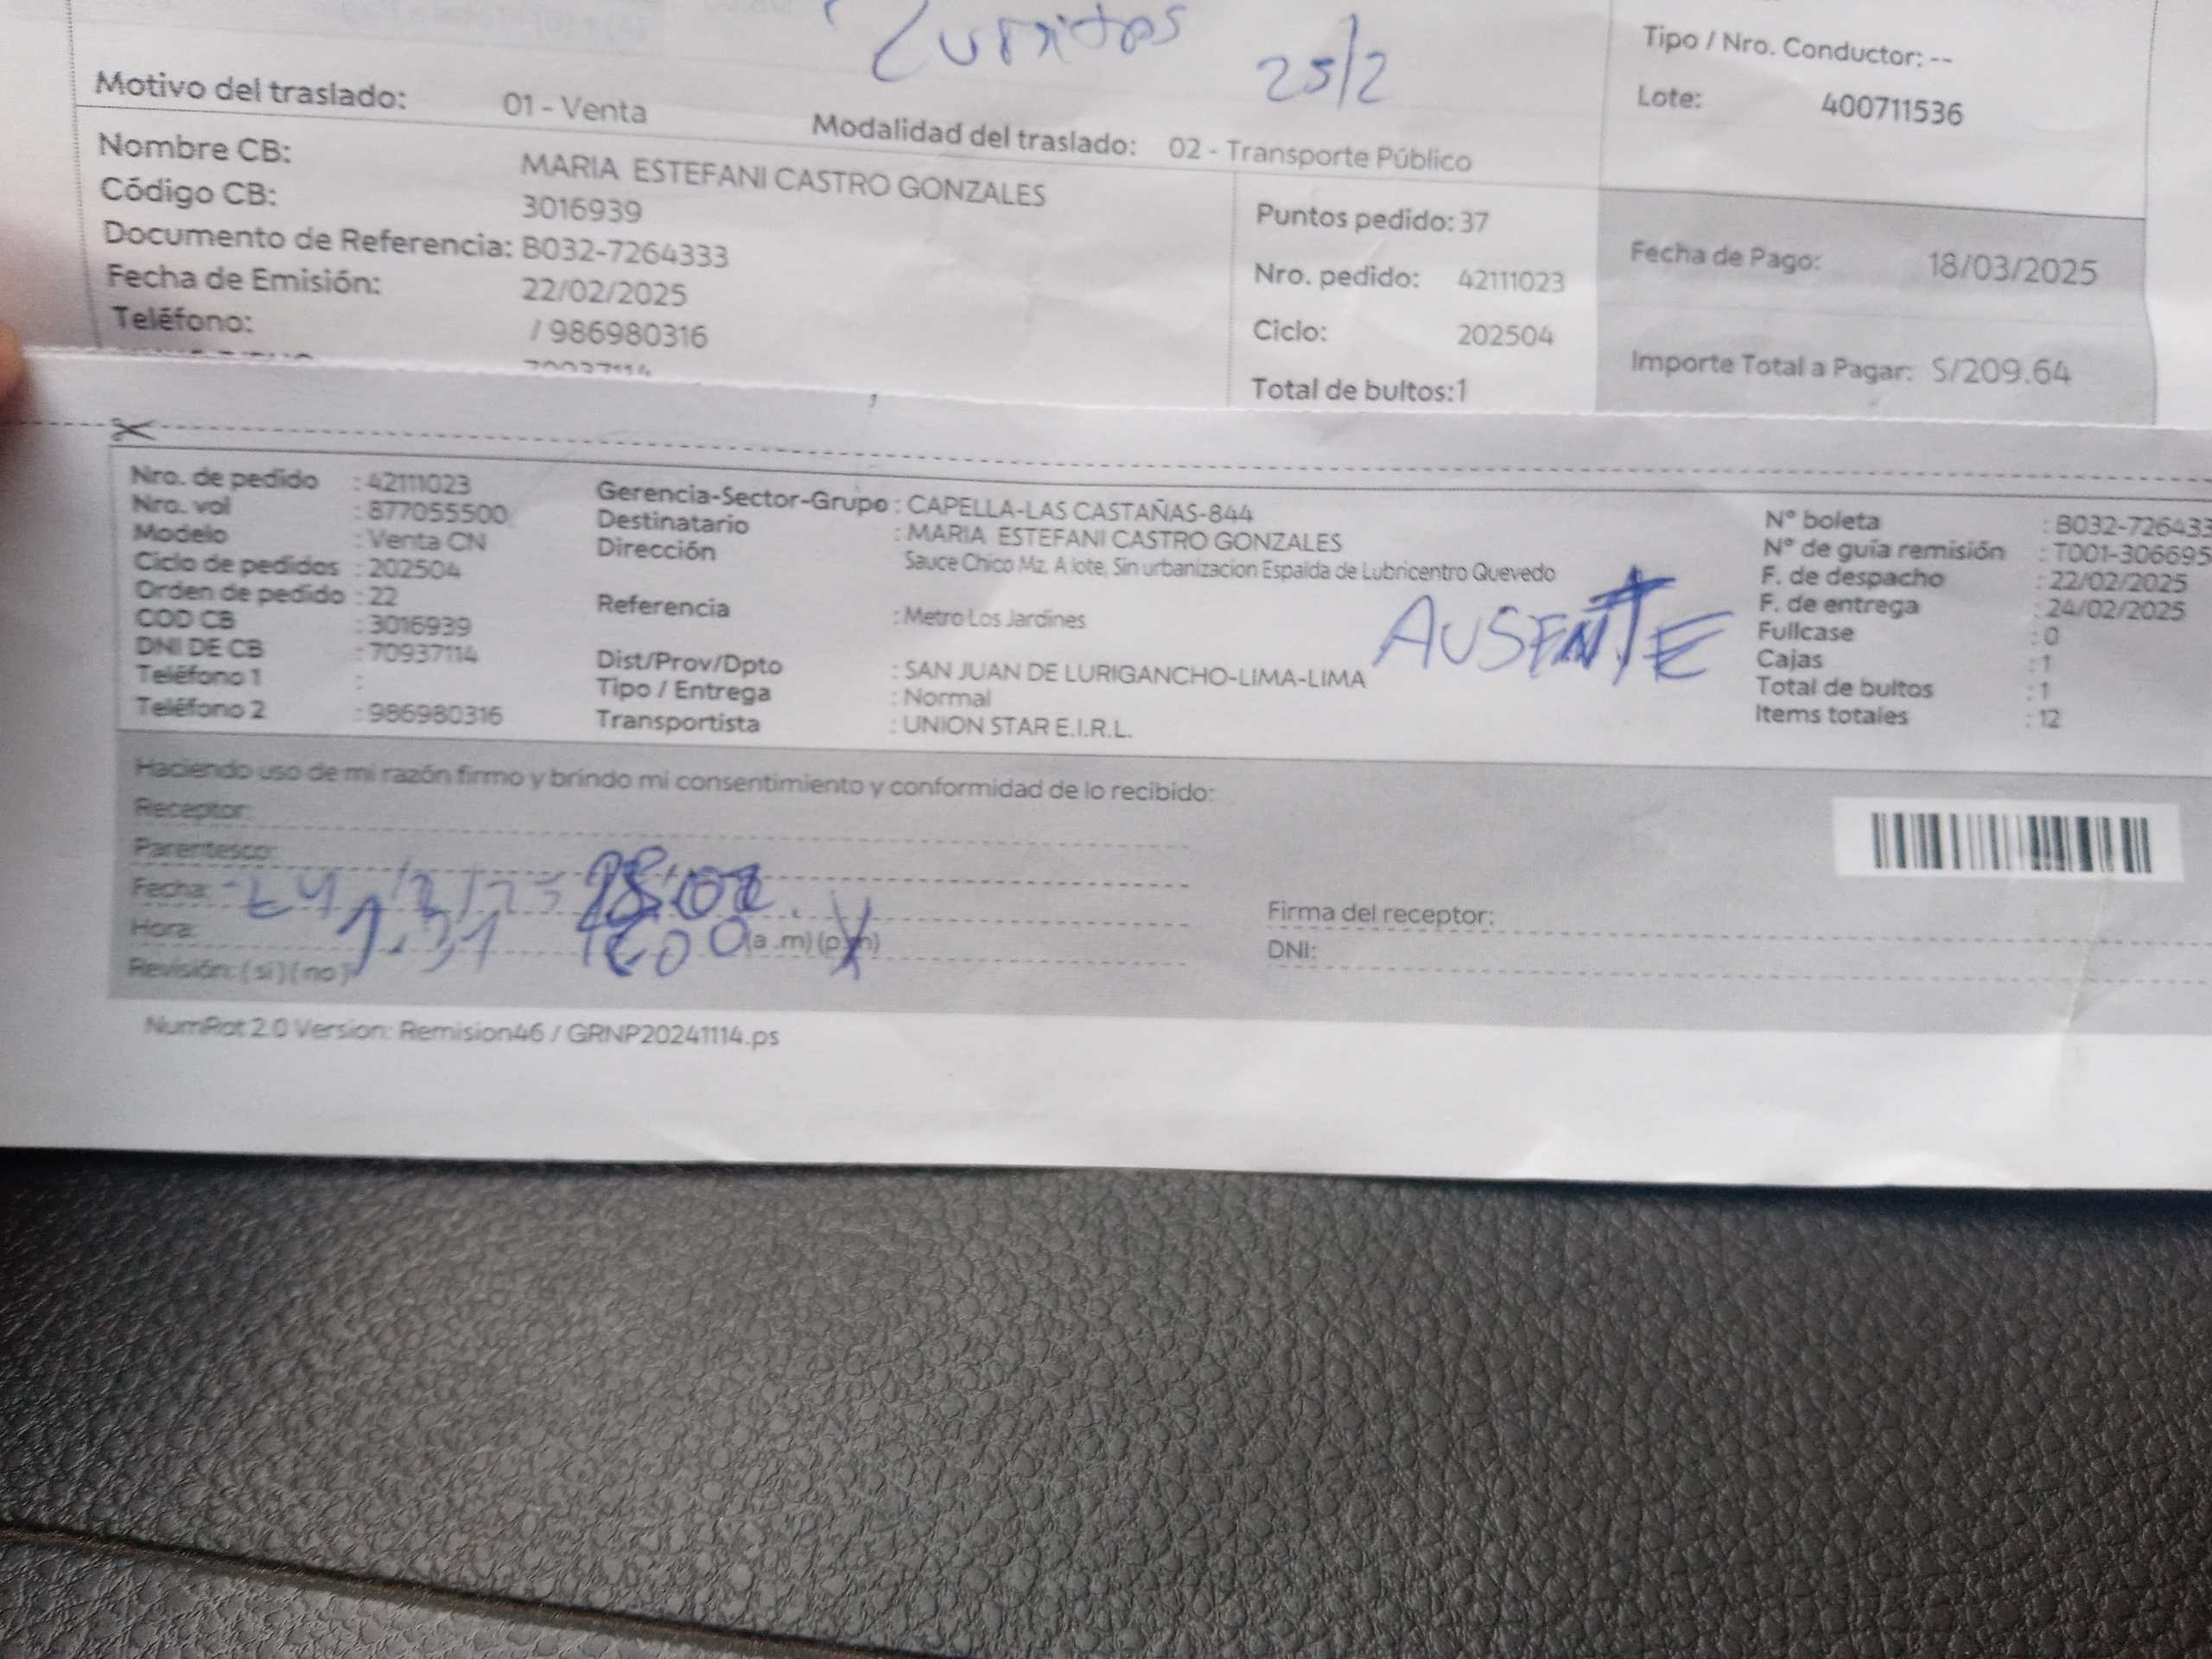 25/2
Tipo / Nro. Conductor: --
Lote: 400711536
Motivo del traslado: 01 - Venta Modalidad del traslado: 02 - Transporte Público
Nombre CB: MARIA ESTEFANI CASTRO GONZALES
Código CB: 3016939
Documento de Referencia: B032-7264333
Fecha de Emisión: 22/02/2025
Teléfono: / 986980316
Puntos pedido: 37
Nro. pedido: 42111023
Ciclo: 202504
Total de bultos:1
Fecha de Pago: 18/03/2025
Importe Total a Pagar: S/209.64
Nro. de pedido : 42111023
Nro. vol : 877055500
Modelo : Venta CN
Ciclo de pedidos : 202504
Orden de pedido : 22
COD CB : 3016939
DNI DE CB : 70937114
Teléfono 1 :
Teléfono 2 : 986980316
Gerencia-Sector-Grupo : CAPELLA-LAS CASTAÑAS-844
Destinatario : MARIA ESTEFANI CASTRO GONZALES
Dirección Sauce Chico Mz. A lote, Sin urbanizacion Espalda de Lubricentro Quevedo
Referencia : Metro Los Jardines
Dist/Prov/Dpto : SAN JUAN DE LURIGANCHO-LIMA-LIMA
Tipo / Entrega : Normal
Transportista : UNION STAR E.I.R.L.
AUSENTE
N° boleta : B032-726433
N° de guía remisión : T001-306695
F. de despacho : 22/02/2025
F. de entrega : 24/02/2025
Fullcase : 0
Cajas : 1
Total de bultos : 1
Items totales : 12
Haciendo uso de mi razón firmo y brindo mi consentimiento y conformidad de lo recibido:
Receptor:
Parentesco:
Fecha:
Hora: (a .m) (p.m)
Revisión: ( si ) ( no )
Firma del receptor:
DNI:
NumRot 2.0 Version: Remision46 / GRNP20241114.ps